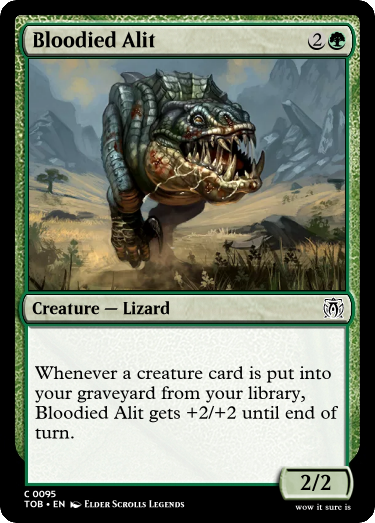 Bloodied Alit
2
Creature — Lizard
Whenever a creature card is put into
your graveyard from your library,
Bloodied Alit gets +2/+2 until end of
turn.
2/2
C 0095
TOB • EN Elder Scrolls Legends
wow it sure is